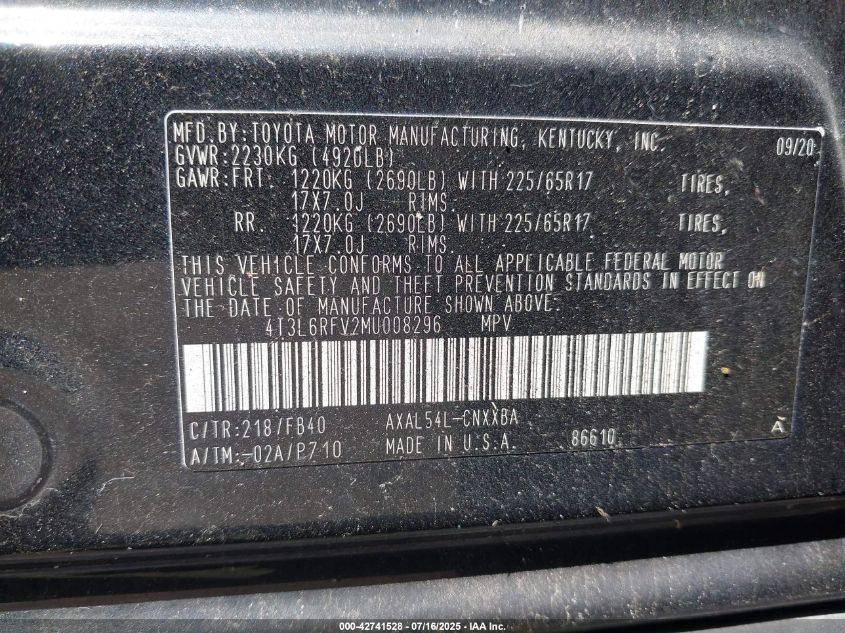 MFD.BY:TOYOTA MOTOR MANUFACTURING, KENTUCKY, INC. 09/20
GVWR:2230KG (4920LB)
GAWR:FRT. 1220KG (2690LB) WITH 225/65R17 TIRES,
17X7.0J RIMS.
RR. 1220KG (2690LB) WITH 225/65R17 TIRES,
17X7.0J RIMS.
THIS VEHICLE CONFORMS TO ALL APPLICABLE FEDERAL MOTOR
VEHICLE SAFETY AND THEFT PREVENTION STANDARDS IN EFFECT ON
THE DATE OF MANUFACTURE SHOWN ABOVE.
4T3L6RFV2MU008296 MPV
C/TR:218/FB40 AXAL54L-CNXXBA A
A/TM:-02A/P710 MADE IN U.S.A. 86610
000-42741528 - 07/16/2025 - IAA Inc.